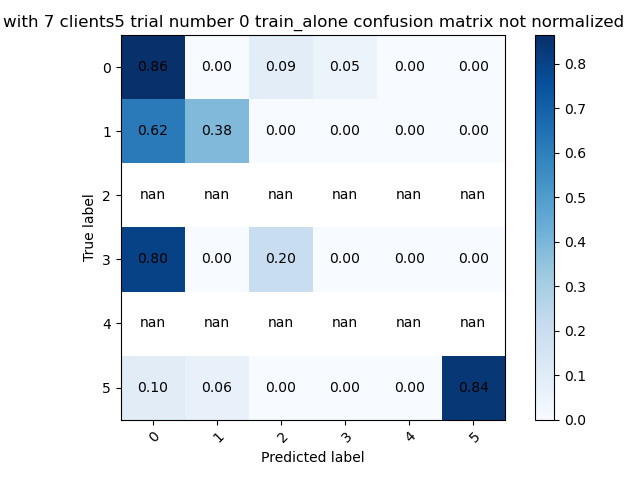 with 7 clients5 trial number 0 train_alone confusion matrix not normalized
0 0.86 0.00 0.09 0.05 0.00 0.00
1 0.62 0.38 0.00 0.00 0.00 0.00
2 nan nan nan nan nan nan
3 0.80 0.00 0.20 0.00 0.00 0.00
4 nan nan nan nan nan nan
5 0.10 0.06 0.00 0.00 0.00 0.84
0 1 2 3 4 5
Predicted label
True label
0.8
0.7
0.6
0.5
0.4
0.3
0.2
0.1
0.0